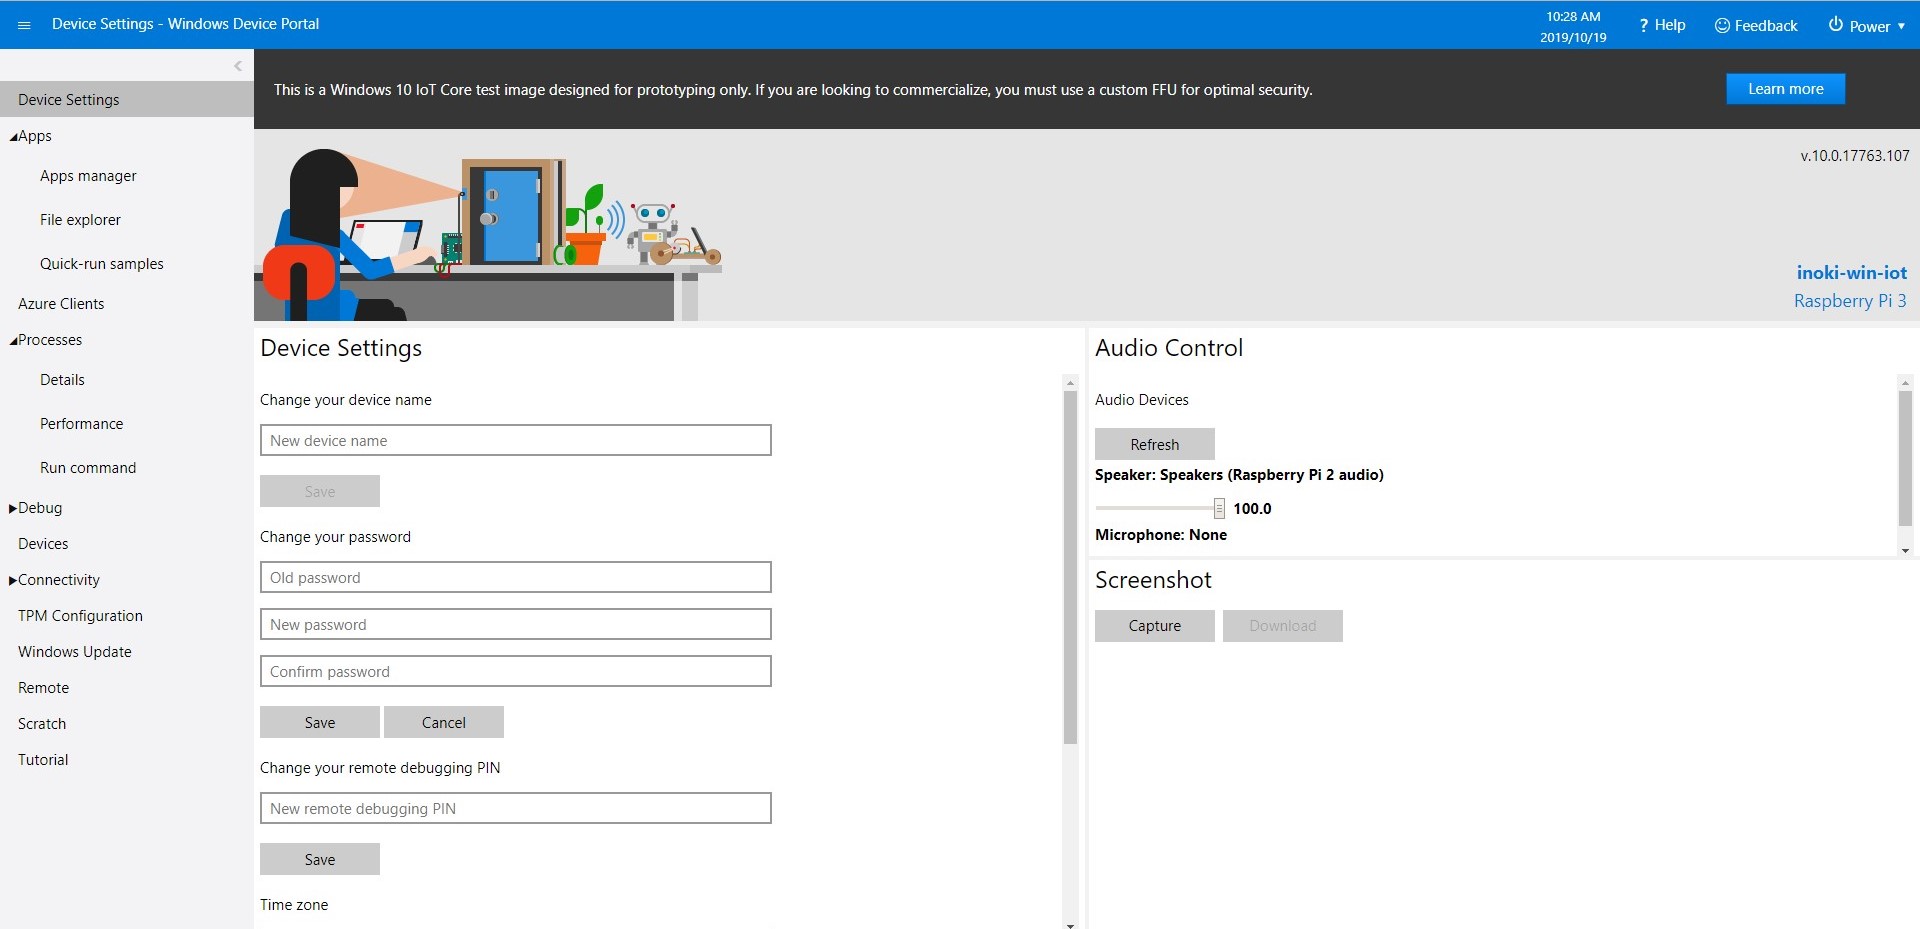 Device Settings - Windows Device Portal
10:28 AM
2019/10/19
? Help
Feedback
Power
Device Settings
Apps
Apps manager
File explorer
Quick-run samples
Azure Clients
Processes
Details
Performance
Run command
Debug
Devices
Connectivity
TPM Configuration
Windows Update
Remote
Scratch
Tutorial
This is a Windows 10 IoT Core test image designed for prototyping only. If you are looking to commercialize, you must use a custom FFU for optimal security.
Learn more
v.10.0.17763.107
inoki-win-iot
Raspberry Pi 3
Device Settings
Change your device name
New device name
Save
Change your password
Old password
New password
Confirm password
Save
Cancel
Change your remote debugging PIN
New remote debugging PIN
Save
Time zone
Audio Control
Audio Devices
Refresh
Speaker: Speakers (Raspberry Pi 2 audio)
100.0
Microphone: None
Screenshot
Capture
Download